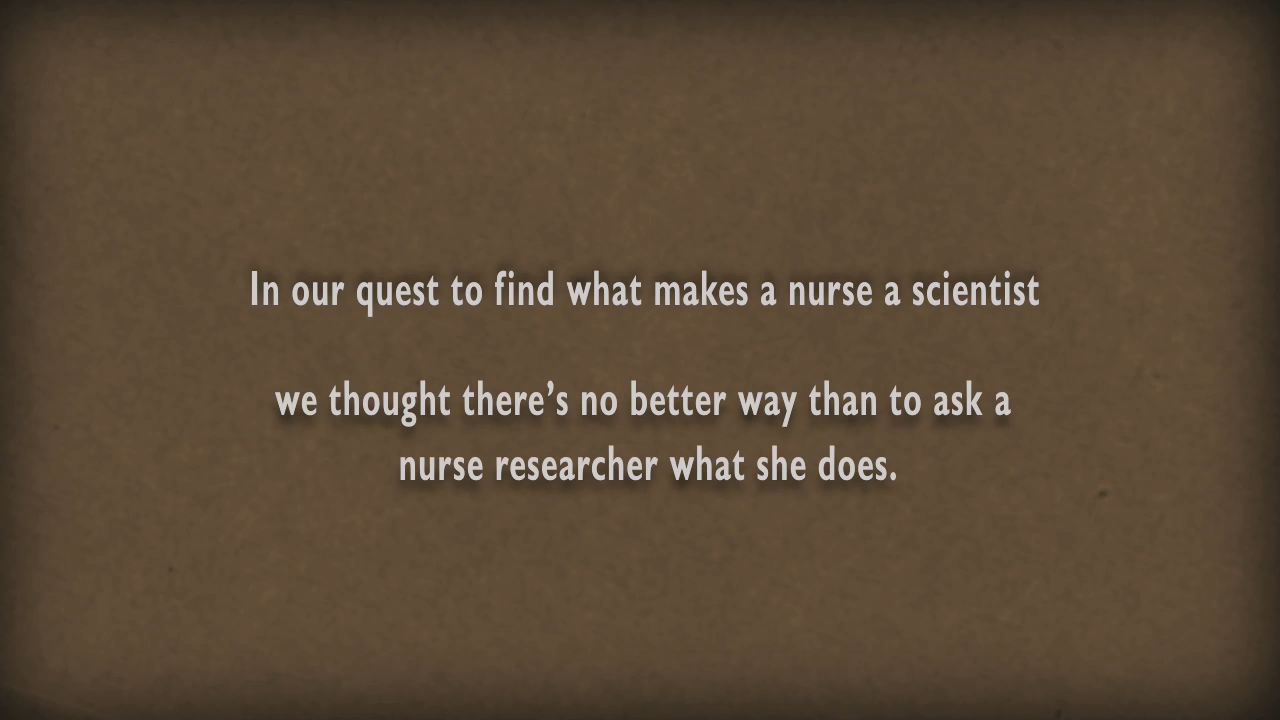 In our quest to find what makes a nurse a scientist
we thought there’s no better way than to ask a
nurse researcher what she does.